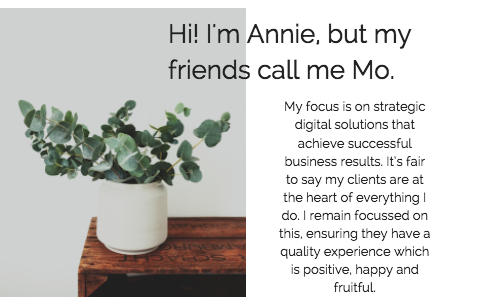 Hi! I'm Annie, but my
friends call me Mo.
My focus is on strategic
digital solutions that
achieve successful
business results. It's fair
to say my clients are at
the heart of everything I
do. I remain focussed on
this, ensuring they have a
quality experience which
is positive, happy and
fruitful.